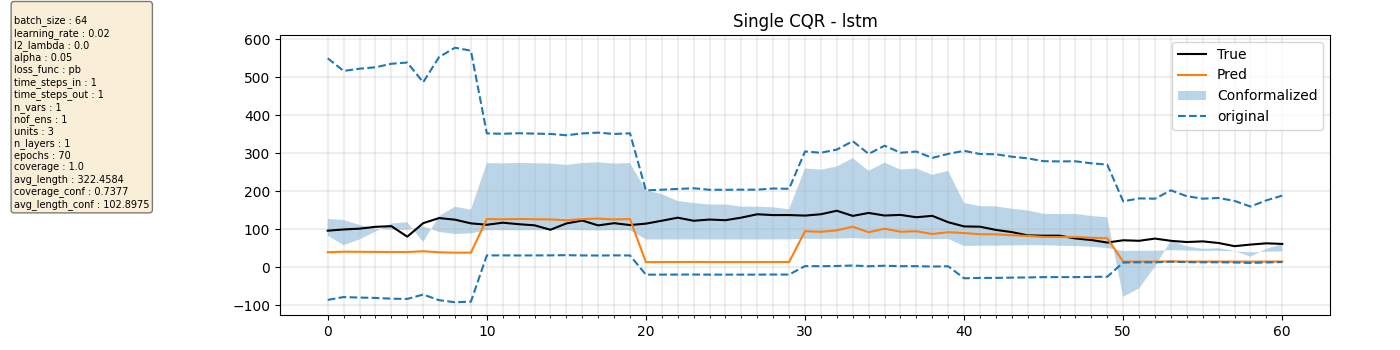 batch_size : 64
learning_rate : 0.02
l2_lambda : 0.0
alpha : 0.05
loss_func : pb
time_steps_in : 1
time_steps_out : 1
n_vars : 1
nof_ens : 1
units : 3
n_layers : 1
epochs : 70
coverage : 1.0
avg_length : 322.4584
coverage_conf : 0.7377
avg_length_conf : 102.8975
Single CQR - lstm
600
500
400
300
200
100
0
−100
0 10 20 30 40 50 60
True
Pred
Conformalized
original